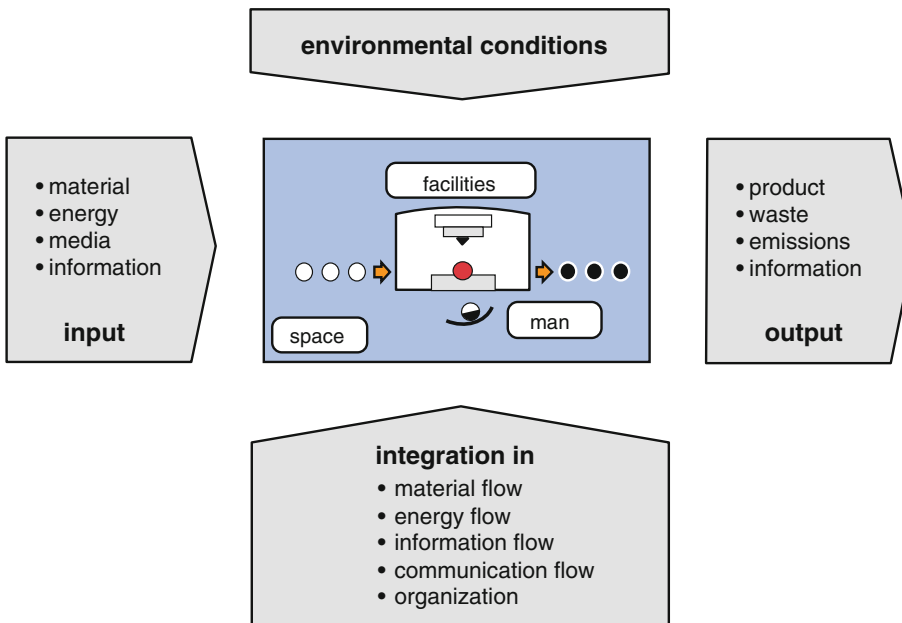 environmental conditions
• material
• energy
• media
• information
input
facilities
space
man
• product
• waste
• emissions
• information
output
integration in
• material flow
• energy flow
• information flow
• communication flow
• organization